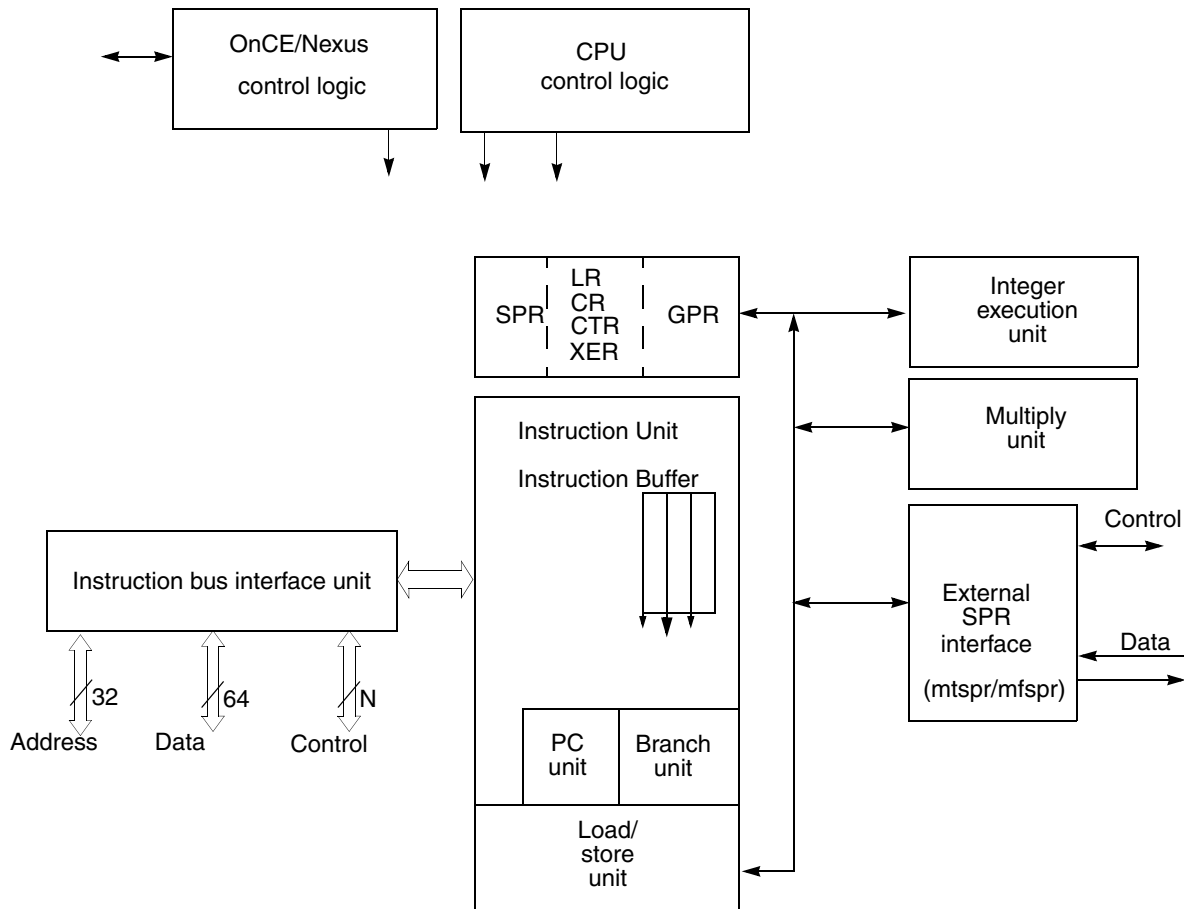 OnCE/Nexus
control logic
CPU
control logic
SPR
LR
CR
CTR
XER
GPR
Integer
execution
unit
Instruction Unit
Instruction Buffer
Multiply
unit
Instruction bus interface unit
32
64
N
Address
Data
Control
External
SPR
interface
(mtspr/mfspr)
Control
Data
PC
unit
Branch
unit
Load/
store
unit